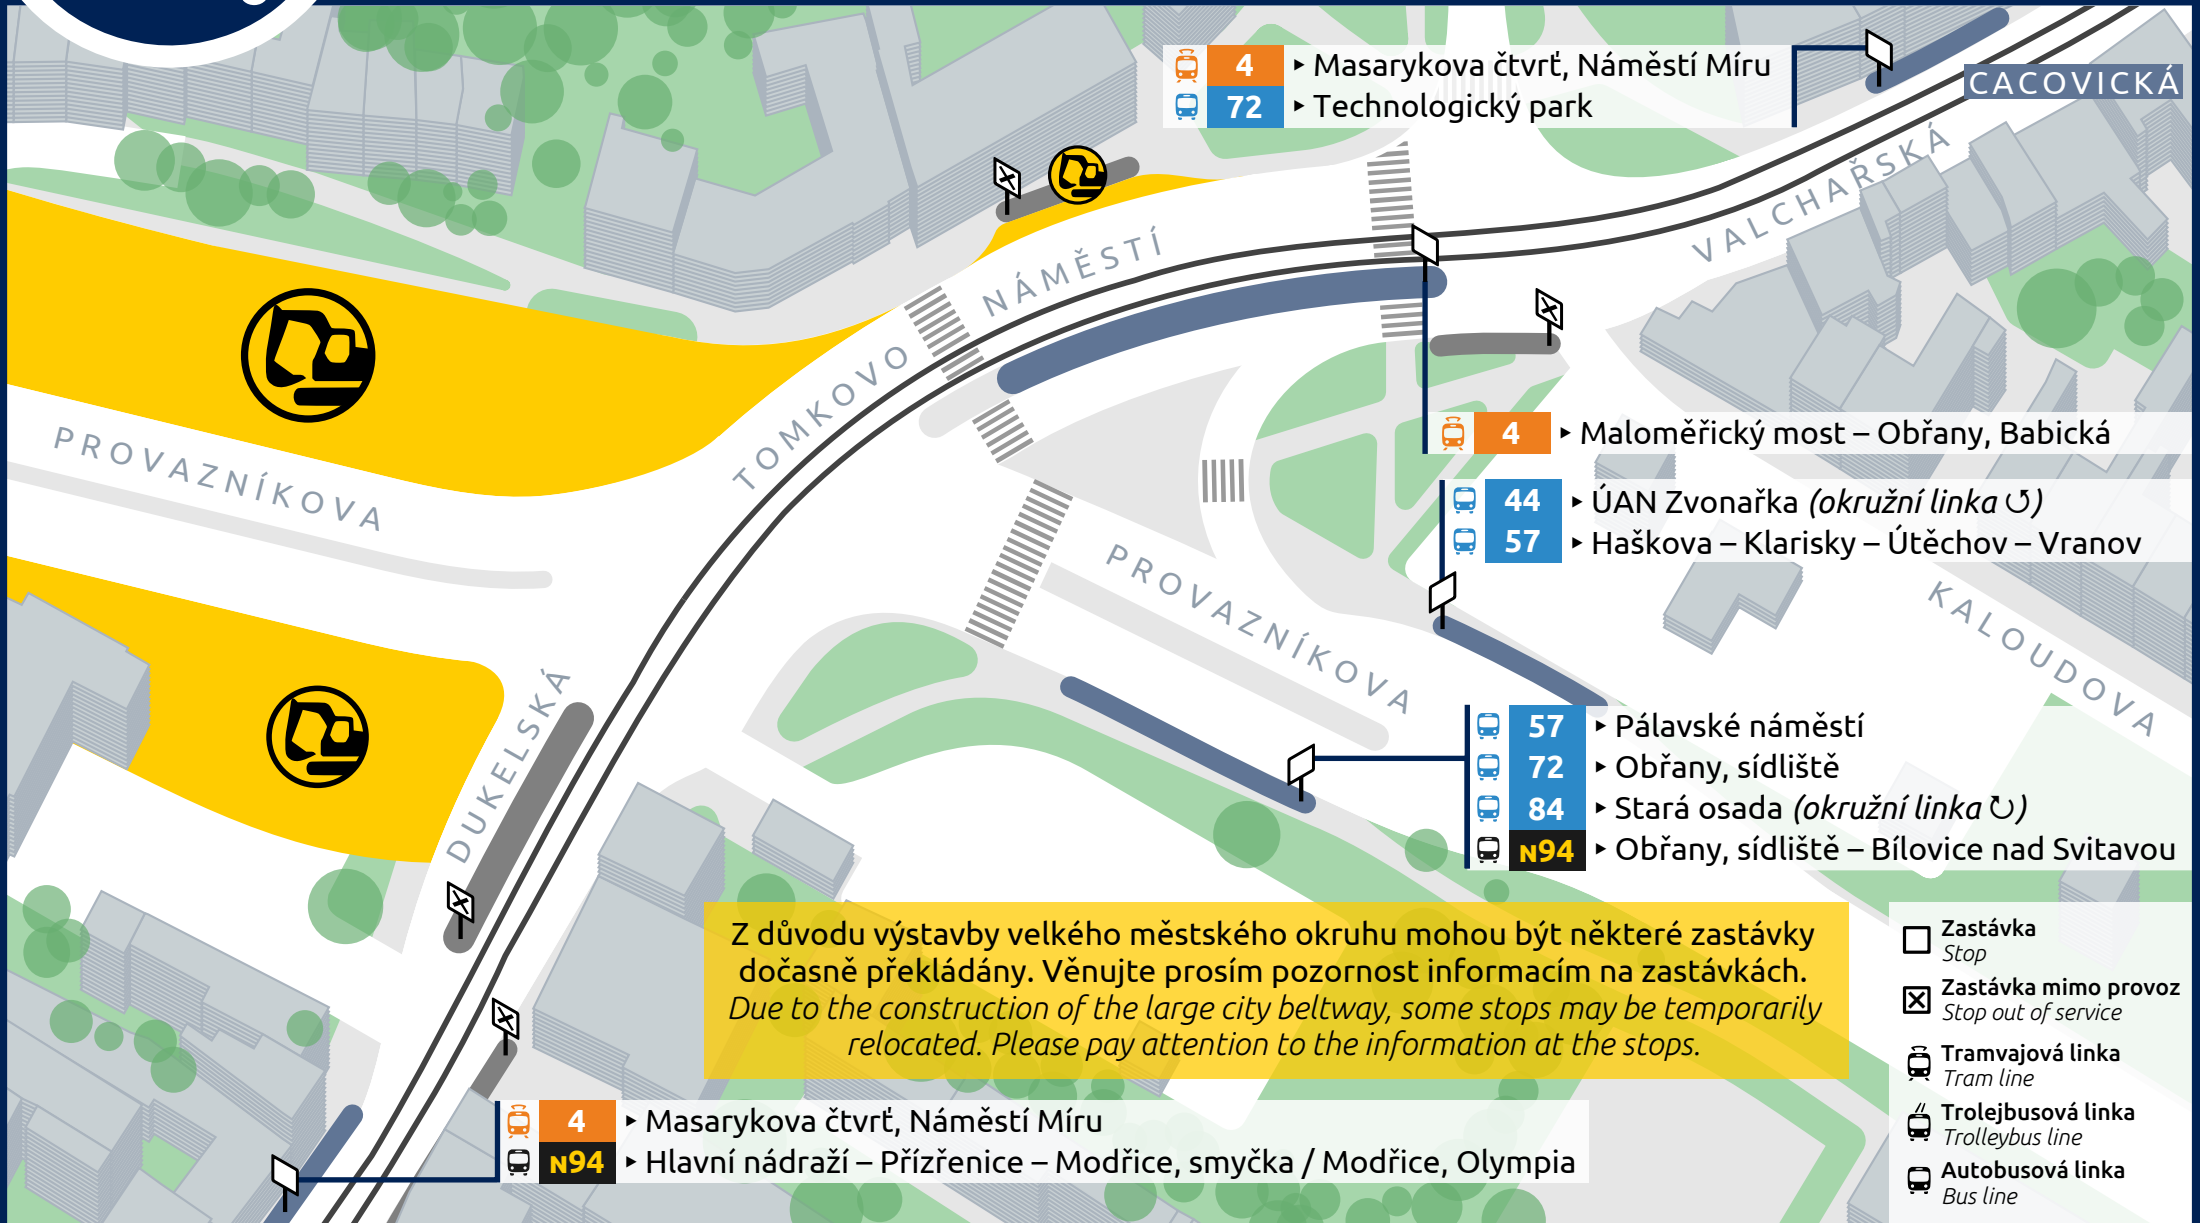 4 ▸ Masarykova čtvrť, Náměstí Míru
72 ▸ Technologický park
CACOVICKÁ
VALCHAŘSKÁ
TOMKOVO NÁMĚSTÍ
PROVAZNÍKOVA
4 ▸ Maloměřický most – Obřany, Babická
44 ▸ ÚAN Zvonařka (okružní linka ↺)
57 ▸ Haškova – Klarisky – Útěchov – Vranov
PROVAZNÍKOVA
KALOUDOVA
DUKELSKÁ
57 ▸ Pálavské náměstí
72 ▸ Obřany, sídliště
84 ▸ Stará osada (okružní linka ↻)
N94 ▸ Obřany, sídliště – Bílovice nad Svitavou
Z důvodu výstavby velkého městského okruhu mohou být některé zastávky
dočasně překládány. Věnujte prosím pozornost informacím na zastávkách.
Due to the construction of the large city beltway, some stops may be temporarily
relocated. Please pay attention to the information at the stops.
Zastávka
Stop
Zastávka mimo provoz
Stop out of service
Tramvajová linka
Tram line
Trolejbusová linka
Trolleybus line
Autobusová linka
Bus line
4 ▸ Masarykova čtvrť, Náměstí Míru
N94 ▸ Hlavní nádraží – Přízřenice – Modřice, smyčka / Modřice, Olympia